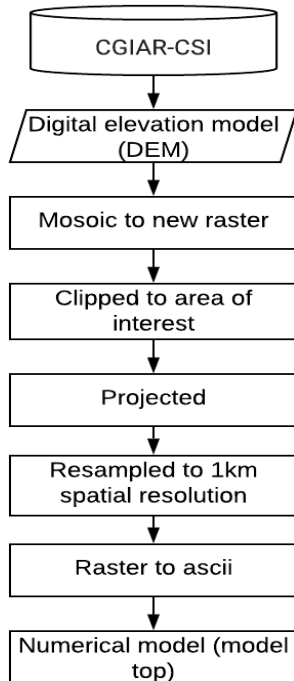 CGIAR-CSI
Digital elevation model
(DEM)
Mosoic to new raster
Clipped to area of
interest
Projected
Resampled to 1km
spatial resolution
Raster to ascii
Numerical model (model
top)